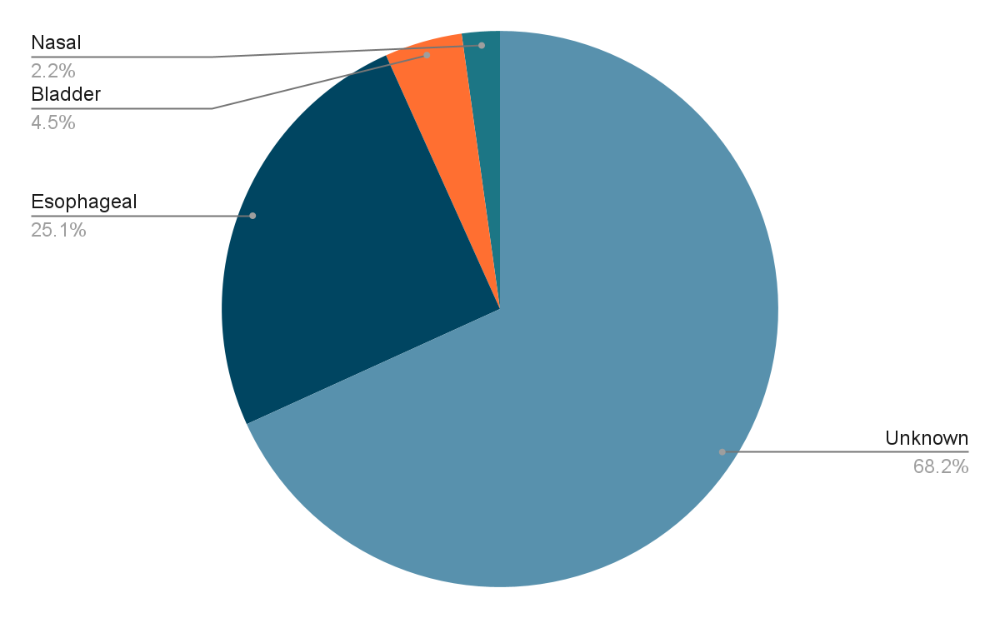 Nasal
2.2%
Bladder
4.5%
Esophageal
25.1%
Unknown
68.2%